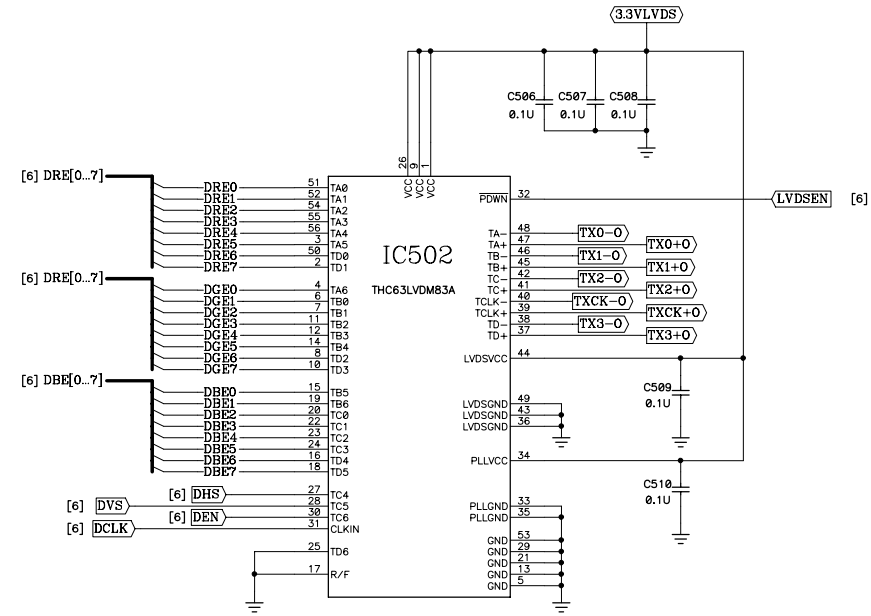 3.3VLVDS
C506 C507 C508
0.1U 0.1U 0.1U
26 9 1
VCC VCC VCC
[6] DRE[0...7]
DRE0 51 TA0
DRE1 52 TA1
DRE2 54 TA2
DRE3 55 TA3
DRE4 56 TA4
DRE5 3 TA5
DRE6 50 TD0
DRE7 2 TD1
[6] DRE[0...7]
DGE0 4 TA6
DGE1 6 TB0
DGE2 7 TB1
DGE3 11 TB2
DGE4 12 TB3
DGE5 14 TB4
DGE6 8 TD2
DGE7 10 TD3
[6] DBE[0...7]
DBE0 15 TB5
DBE1 19 TB6
DBE2 20 TC0
DBE3 22 TC1
DBE4 23 TC2
DBE5 24 TC3
DBE6 16 TD4
DBE7 18 TD5
[6] DHS 27 TC4
[6] DVS 28 TC5
[6] DEN 30 TC6
[6] DCLK 31 CLKIN
25 TD6
17 R/F
IC502
THC63LVDM83A
PDWN 32 LVDSEN [6]
TA- 48 TX0-O
TA+ 47 TX0+O
TB- 46 TX1-O
TB+ 45 TX1+O
TC- 42 TX2-O
TC+ 41 TX2+O
TCLK- 40 TXCK-O
TCLK+ 39 TXCK+O
TD- 38 TX3-O
TD+ 37 TX3+O
LVDSVCC 44
C509
0.1U
LVDSGND 49
LVDSGND 43
LVDSGND 36
PLLVCC 34
C510
0.1U
PLLGND 33
PLLGND 35
GND 53
GND 29
GND 21
GND 13
GND 5